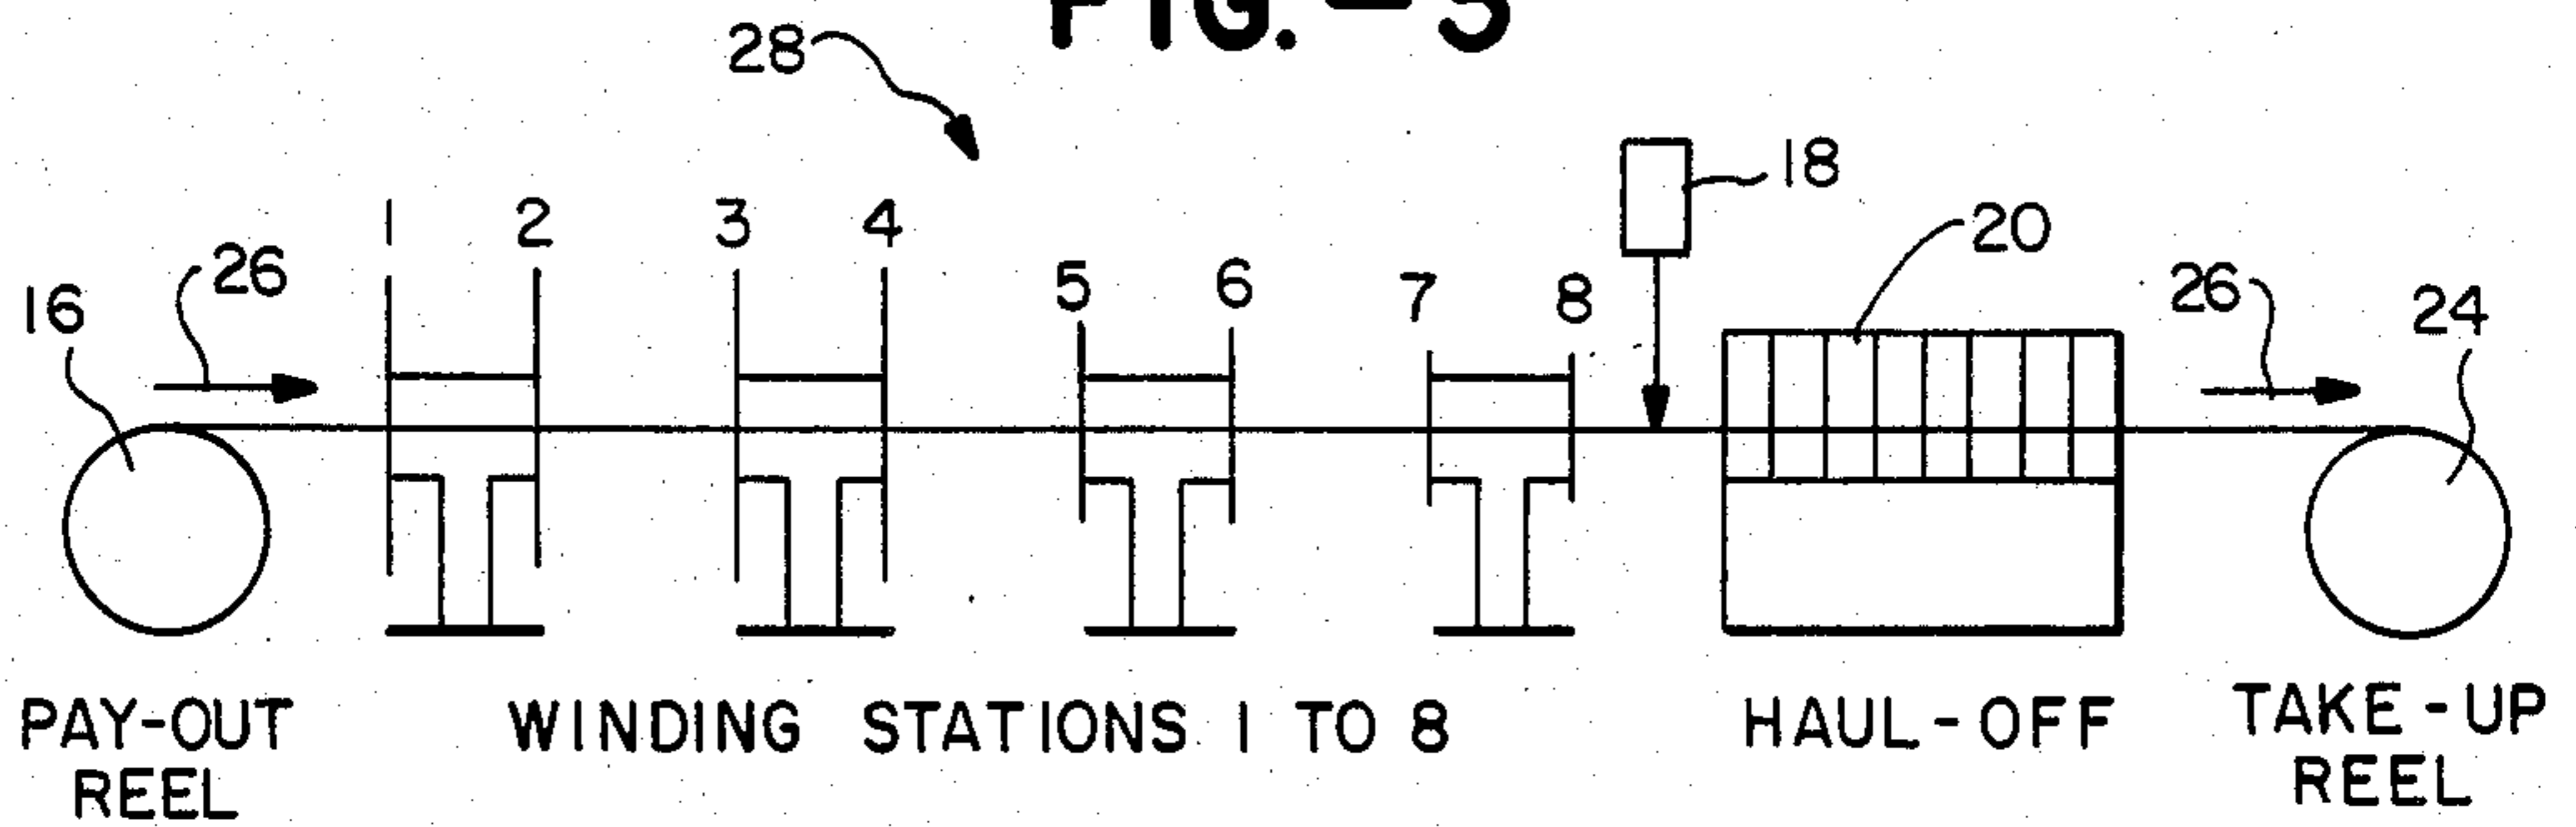 FIG.-3
28
18
1 2 3 4 5 6 7 8
20
16 26 26 24
PAY-OUT REEL
WINDING STATIONS 1 TO 8
HAUL-OFF
TAKE-UP REEL